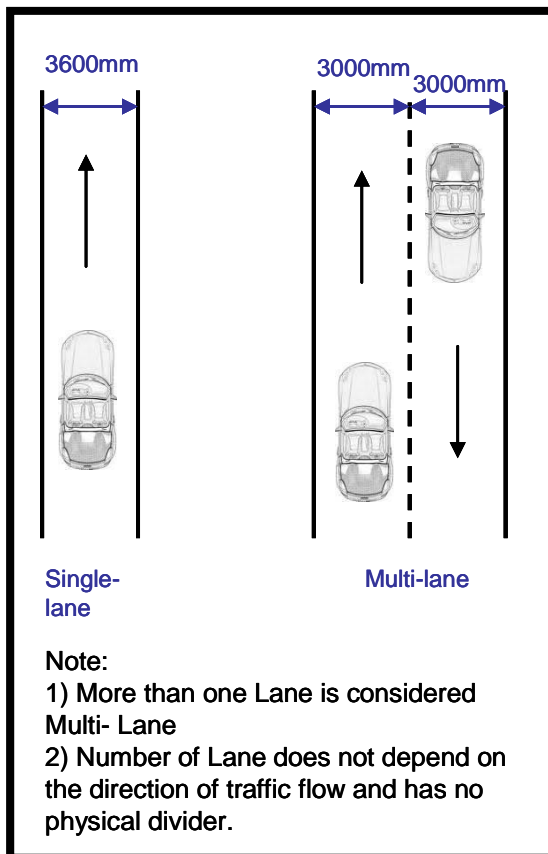 3600mm
3000mm
3000mm
Single-
lane
Multi-lane
Note:
1) More than one Lane is considered
Multi- Lane
2) Number of Lane does not depend on
the direction of traffic flow and has no
physical divider.